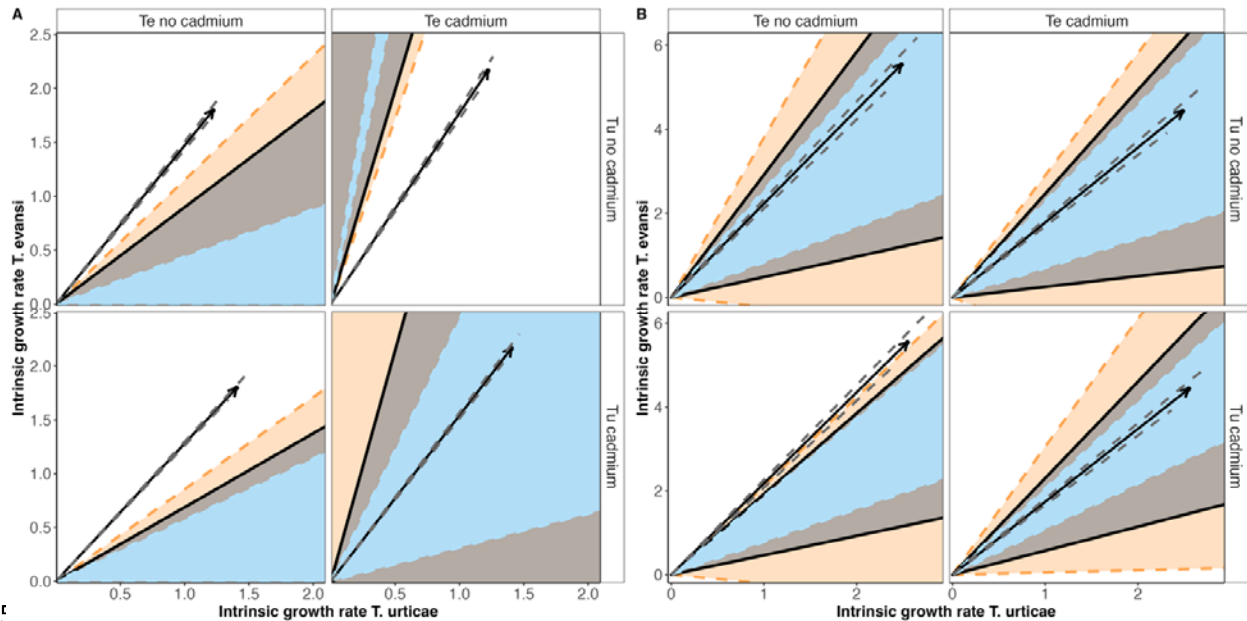 A
Te no cadmium
Te cadmium
B
Te no cadmium
Te cadmium
2.5
2.0
1.5
1.0
0.5
0.0
Tu no cadmium
6
4
2
0
Tu no cadmium
Intrinsic growth rate T. evansi
Intrinsic growth rate T. evansi
2.5
2.0
1.5
1.0
0.5
0.0
Tu cadmium
6
4
2
0
Tu cadmium
0.5 1.0 1.5 2.0 0.5 1.0 1.5 2.0
0 1 2 0 1 2
Intrinsic growth rate T. urticae
Intrinsic growth rate T. urticae